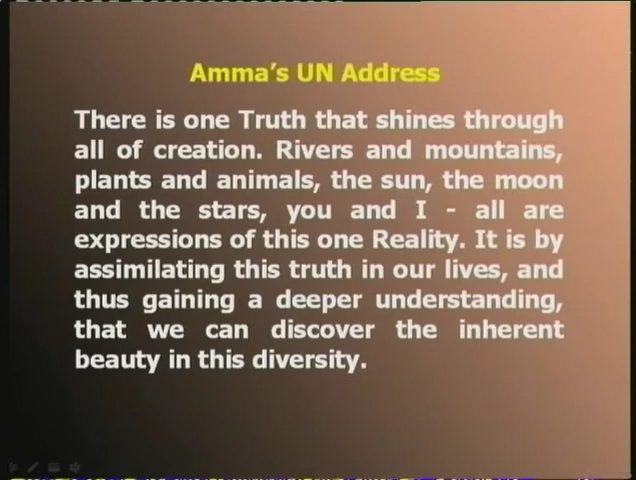 Amma's UN Address
There is one Truth that shines through
all of creation. Rivers and mountains,
plants and animals, the sun, the moon
and the stars, you and I - all are
expressions of this one Reality. It is by
assimilating this truth in our lives, and
thus gaining a deeper understanding,
that we can discover the inherent
beauty in this diversity.